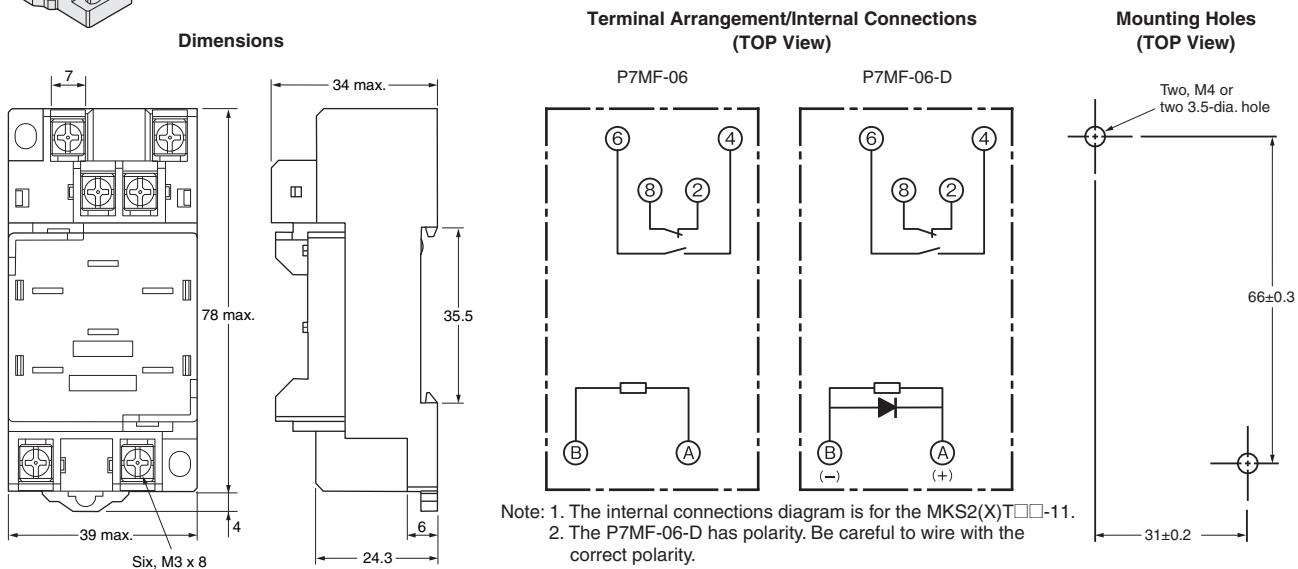 Dimensions
7
34 max.
78 max.
35.5
4
39 max.
6
24.3
Six, M3 x 8
Terminal Arrangement/Internal Connections
(TOP View)
P7MF-06
6
4
8
2
B
A
P7MF-06-D
6
4
8
2
B
A
(−)
(+)
Note: 1. The internal connections diagram is for the MKS2(X)T□□-11.
2. The P7MF-06-D has polarity. Be careful to wire with the
correct polarity.
Mounting Holes
(TOP View)
Two, M4 or
two 3.5-dia. hole
66±0.3
31±0.2